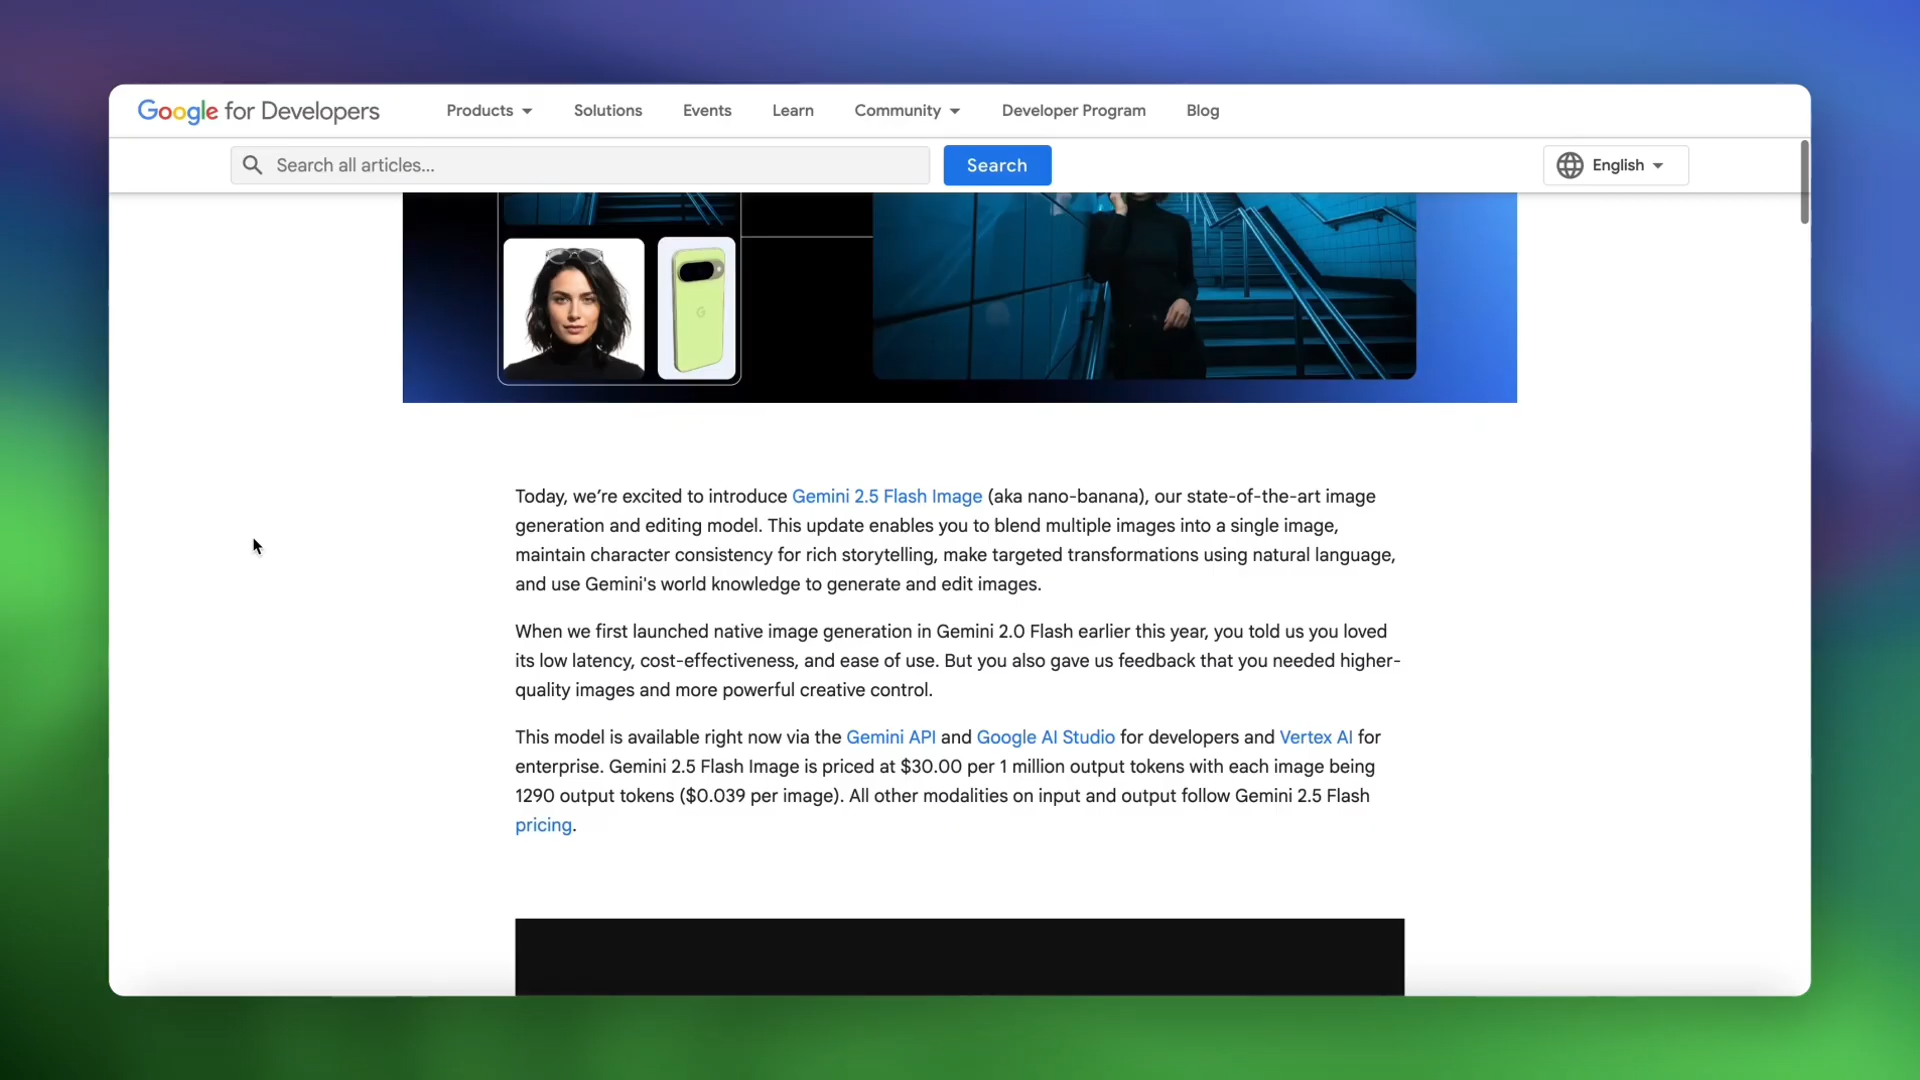 Google for Developers
Products
Solutions
Events
Learn
Community
Developer Program
Blog
Search all articles...
Search
English
Today, we’re excited to introduce Gemini 2.5 Flash Image (aka nano-banana), our state-of-the-art image
generation and editing model. This update enables you to blend multiple images into a single image,
maintain character consistency for rich storytelling, make targeted transformations using natural language,
and use Gemini's world knowledge to generate and edit images.
When we first launched native image generation in Gemini 2.0 Flash earlier this year, you told us you loved
its low latency, cost-effectiveness, and ease of use. But you also gave us feedback that you needed higher-
quality images and more powerful creative control.
This model is available right now via the Gemini API and Google AI Studio for developers and Vertex AI for
enterprise. Gemini 2.5 Flash Image is priced at $30.00 per 1 million output tokens with each image being
1290 output tokens ($0.039 per image). All other modalities on input and output follow Gemini 2.5 Flash
pricing.